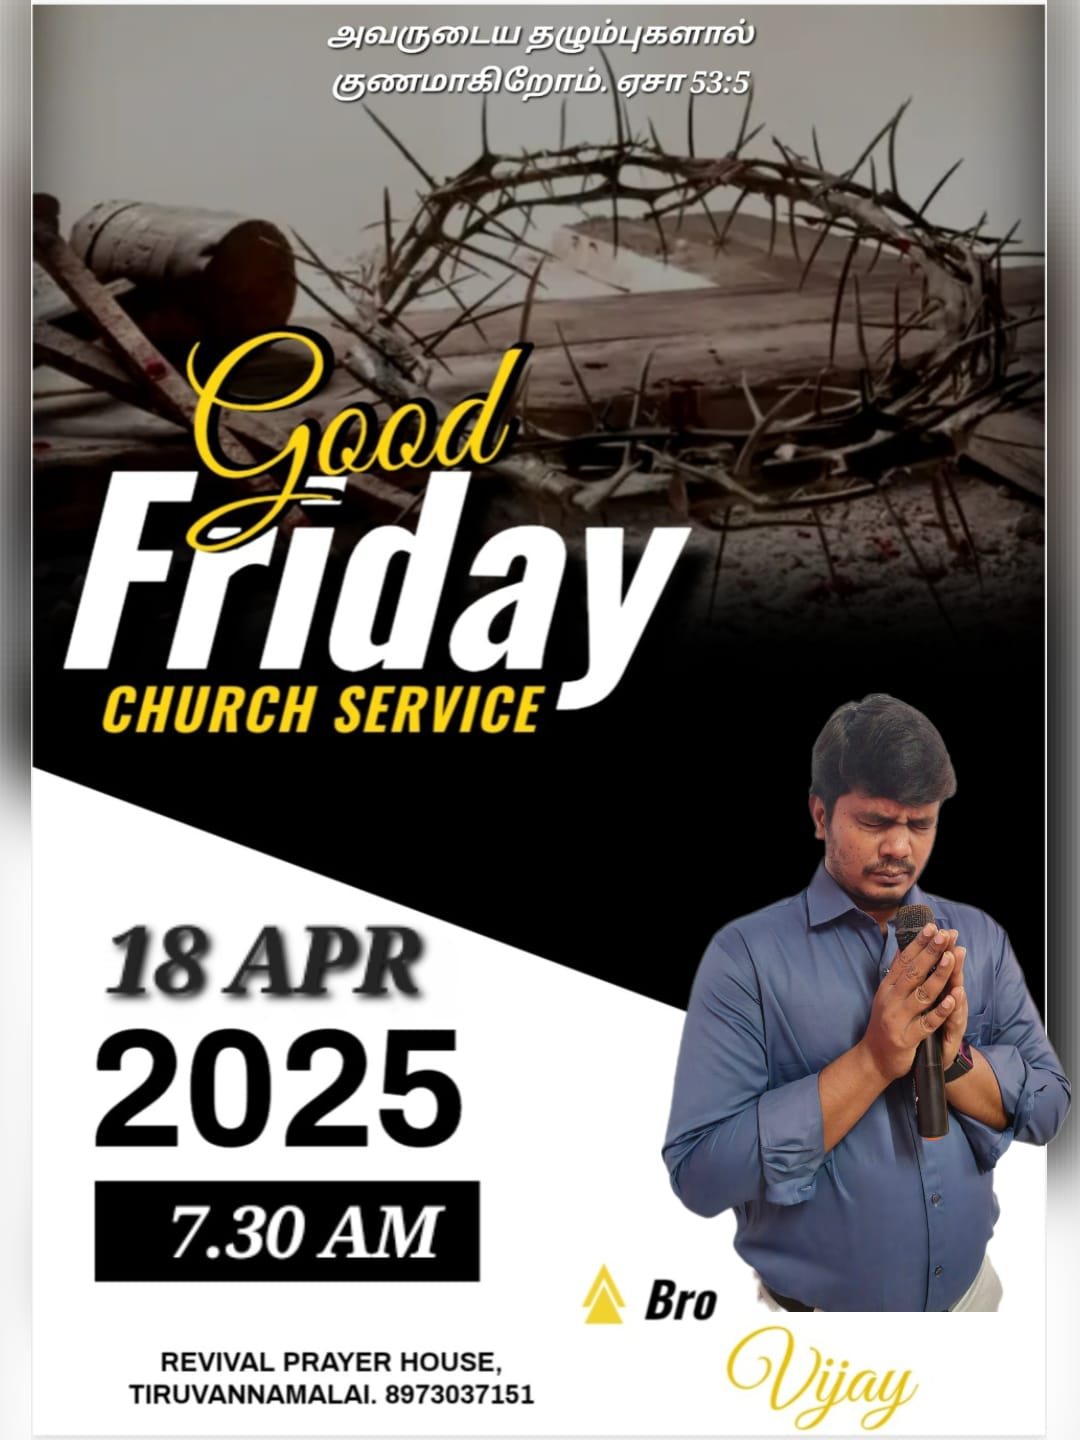 அவருடைய தழும்புகளால்
குணமாகிறோம். ஏசா 53:5
Good
Friday
CHURCH SERVICE
18 APR
2025
7.30 AM
Bro
Vijay
REVIVAL PRAYER HOUSE,
TIRUVANNAMALAI. 8973037151